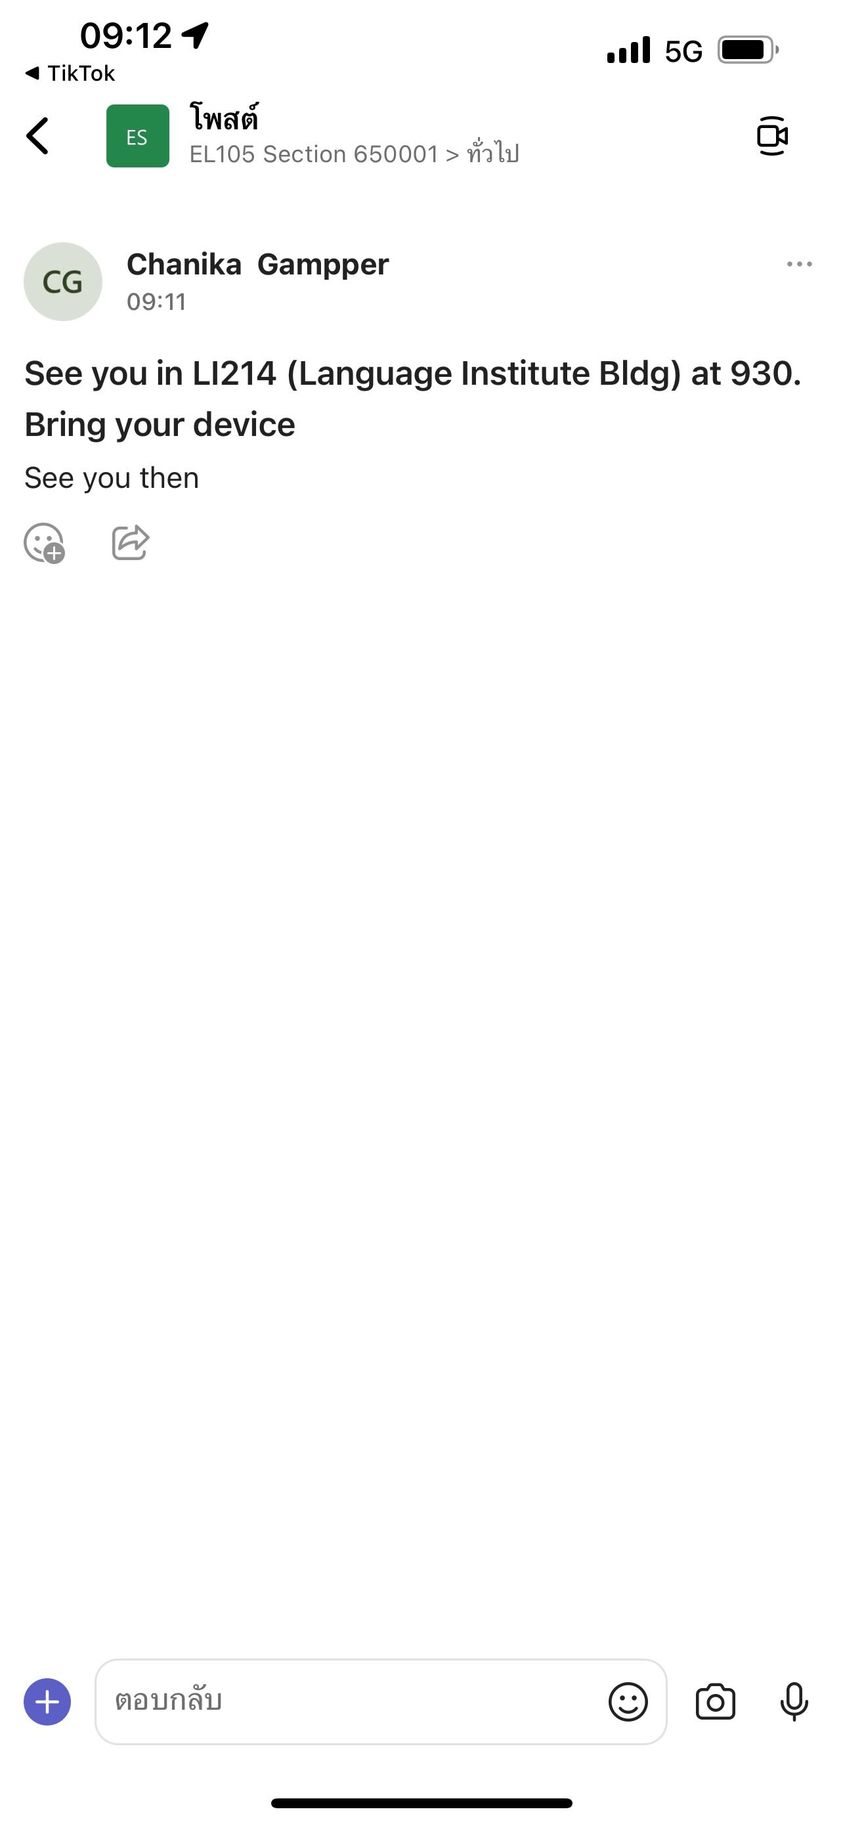 09:12
◀ TikTok
5G
ES
โพสต์
EL105 Section 650001 > ทั่วไป
CG
Chanika  Gampper
09:11
See you in LI214 (Language Institute Bldg) at 930.
Bring your device
See you then
ตอบกลับ